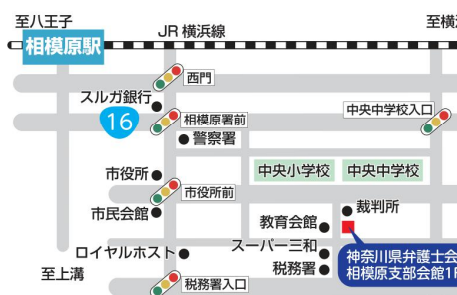 至八王子
JR横浜線
至横
相模原駅
西門
スルガ銀行
16
相模原署前
中央中学校入口
警察署
市役所
中央小学校
中央中学校
市役所前
市民会館
裁判所
教育会館
ロイヤルホスト
スーパー三和
至上溝
税務署
神奈川県弁護士会
相模原支部会館1F
税務署入口